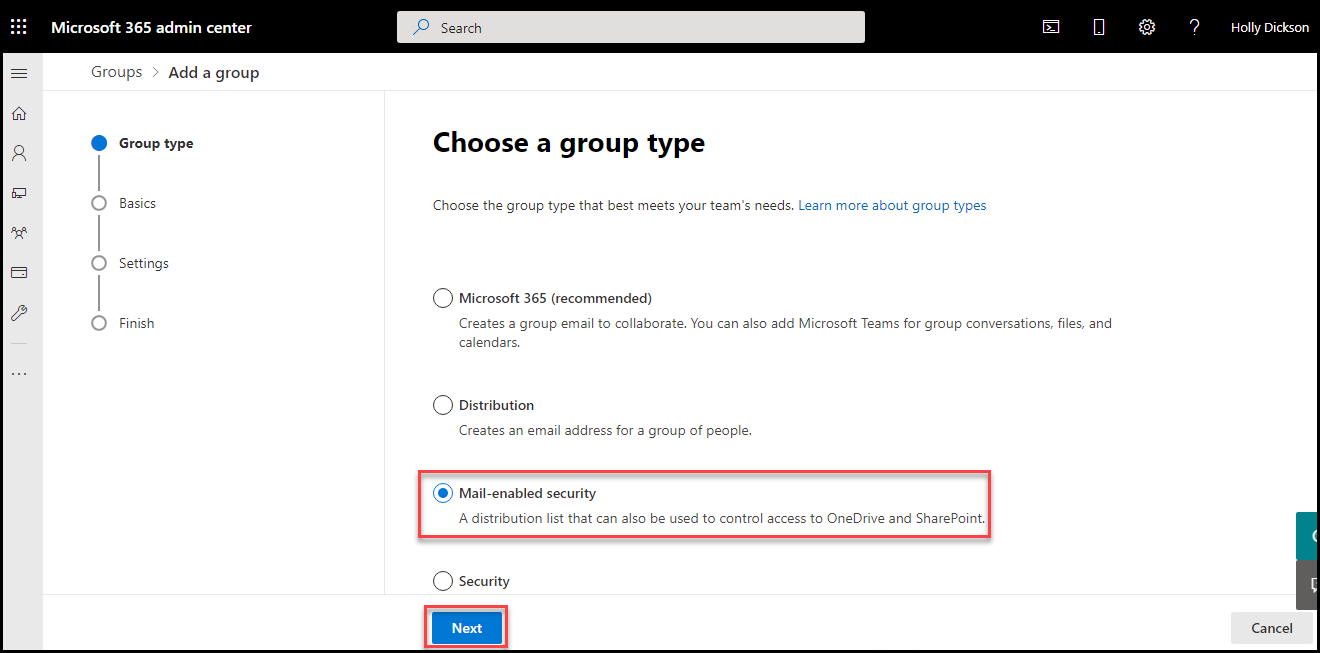 Microsoft 365 admin center
Search
Holly Dickson
Groups > Add a group
Group type
Basics
Settings
Finish
Choose a group type
Choose the group type that best meets your team's needs. Learn more about group types
Microsoft 365 (recommended)
Creates a group email to collaborate. You can also add Microsoft Teams for group conversations, files, and
calendars.
Distribution
Creates an email address for a group of people.
Mail-enabled security
A distribution list that can also be used to control access to OneDrive and SharePoint.
Security
Next
Cancel